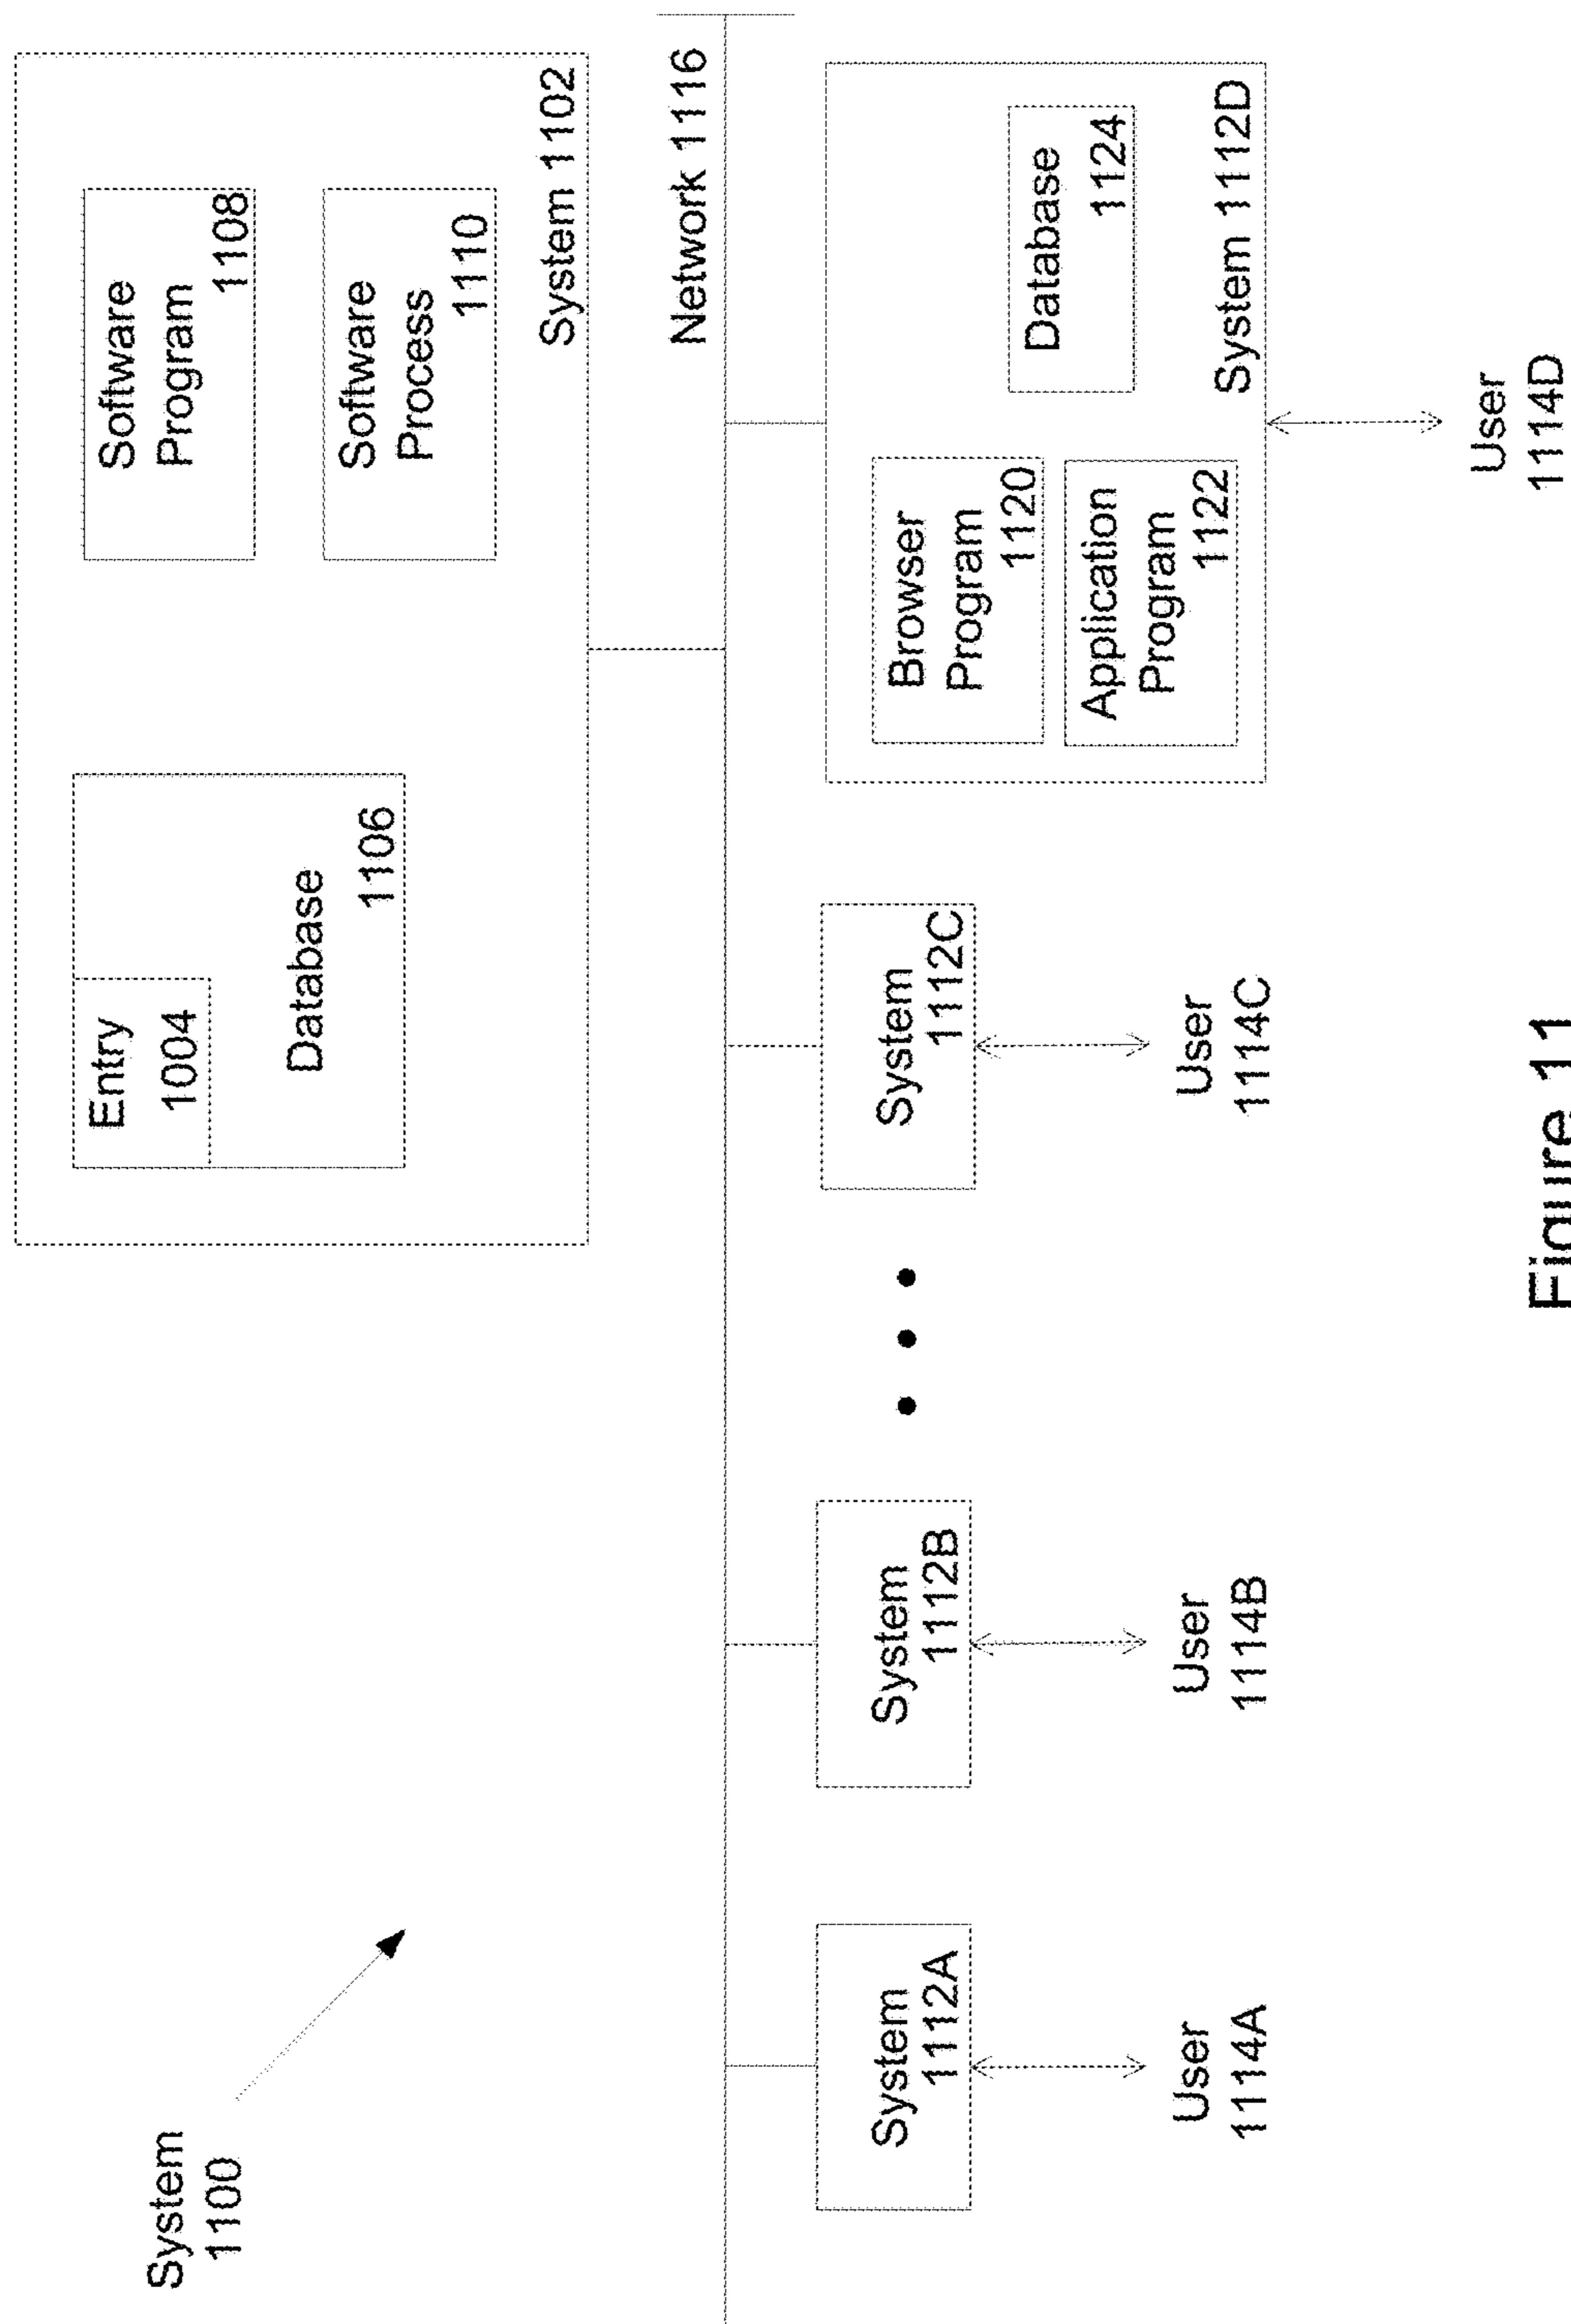 System
1100
Entry
1004
Database
1106
Software
Program
1108
Software
Process
1110
System 1102
Network 1116
System
1112A
System
1112B
System
1112C
Browser
Program
1120
Application
Program
1122
Database
1124
System 1112D
User
1114A
User
1114B
User
1114C
User
1114D
Figure 11